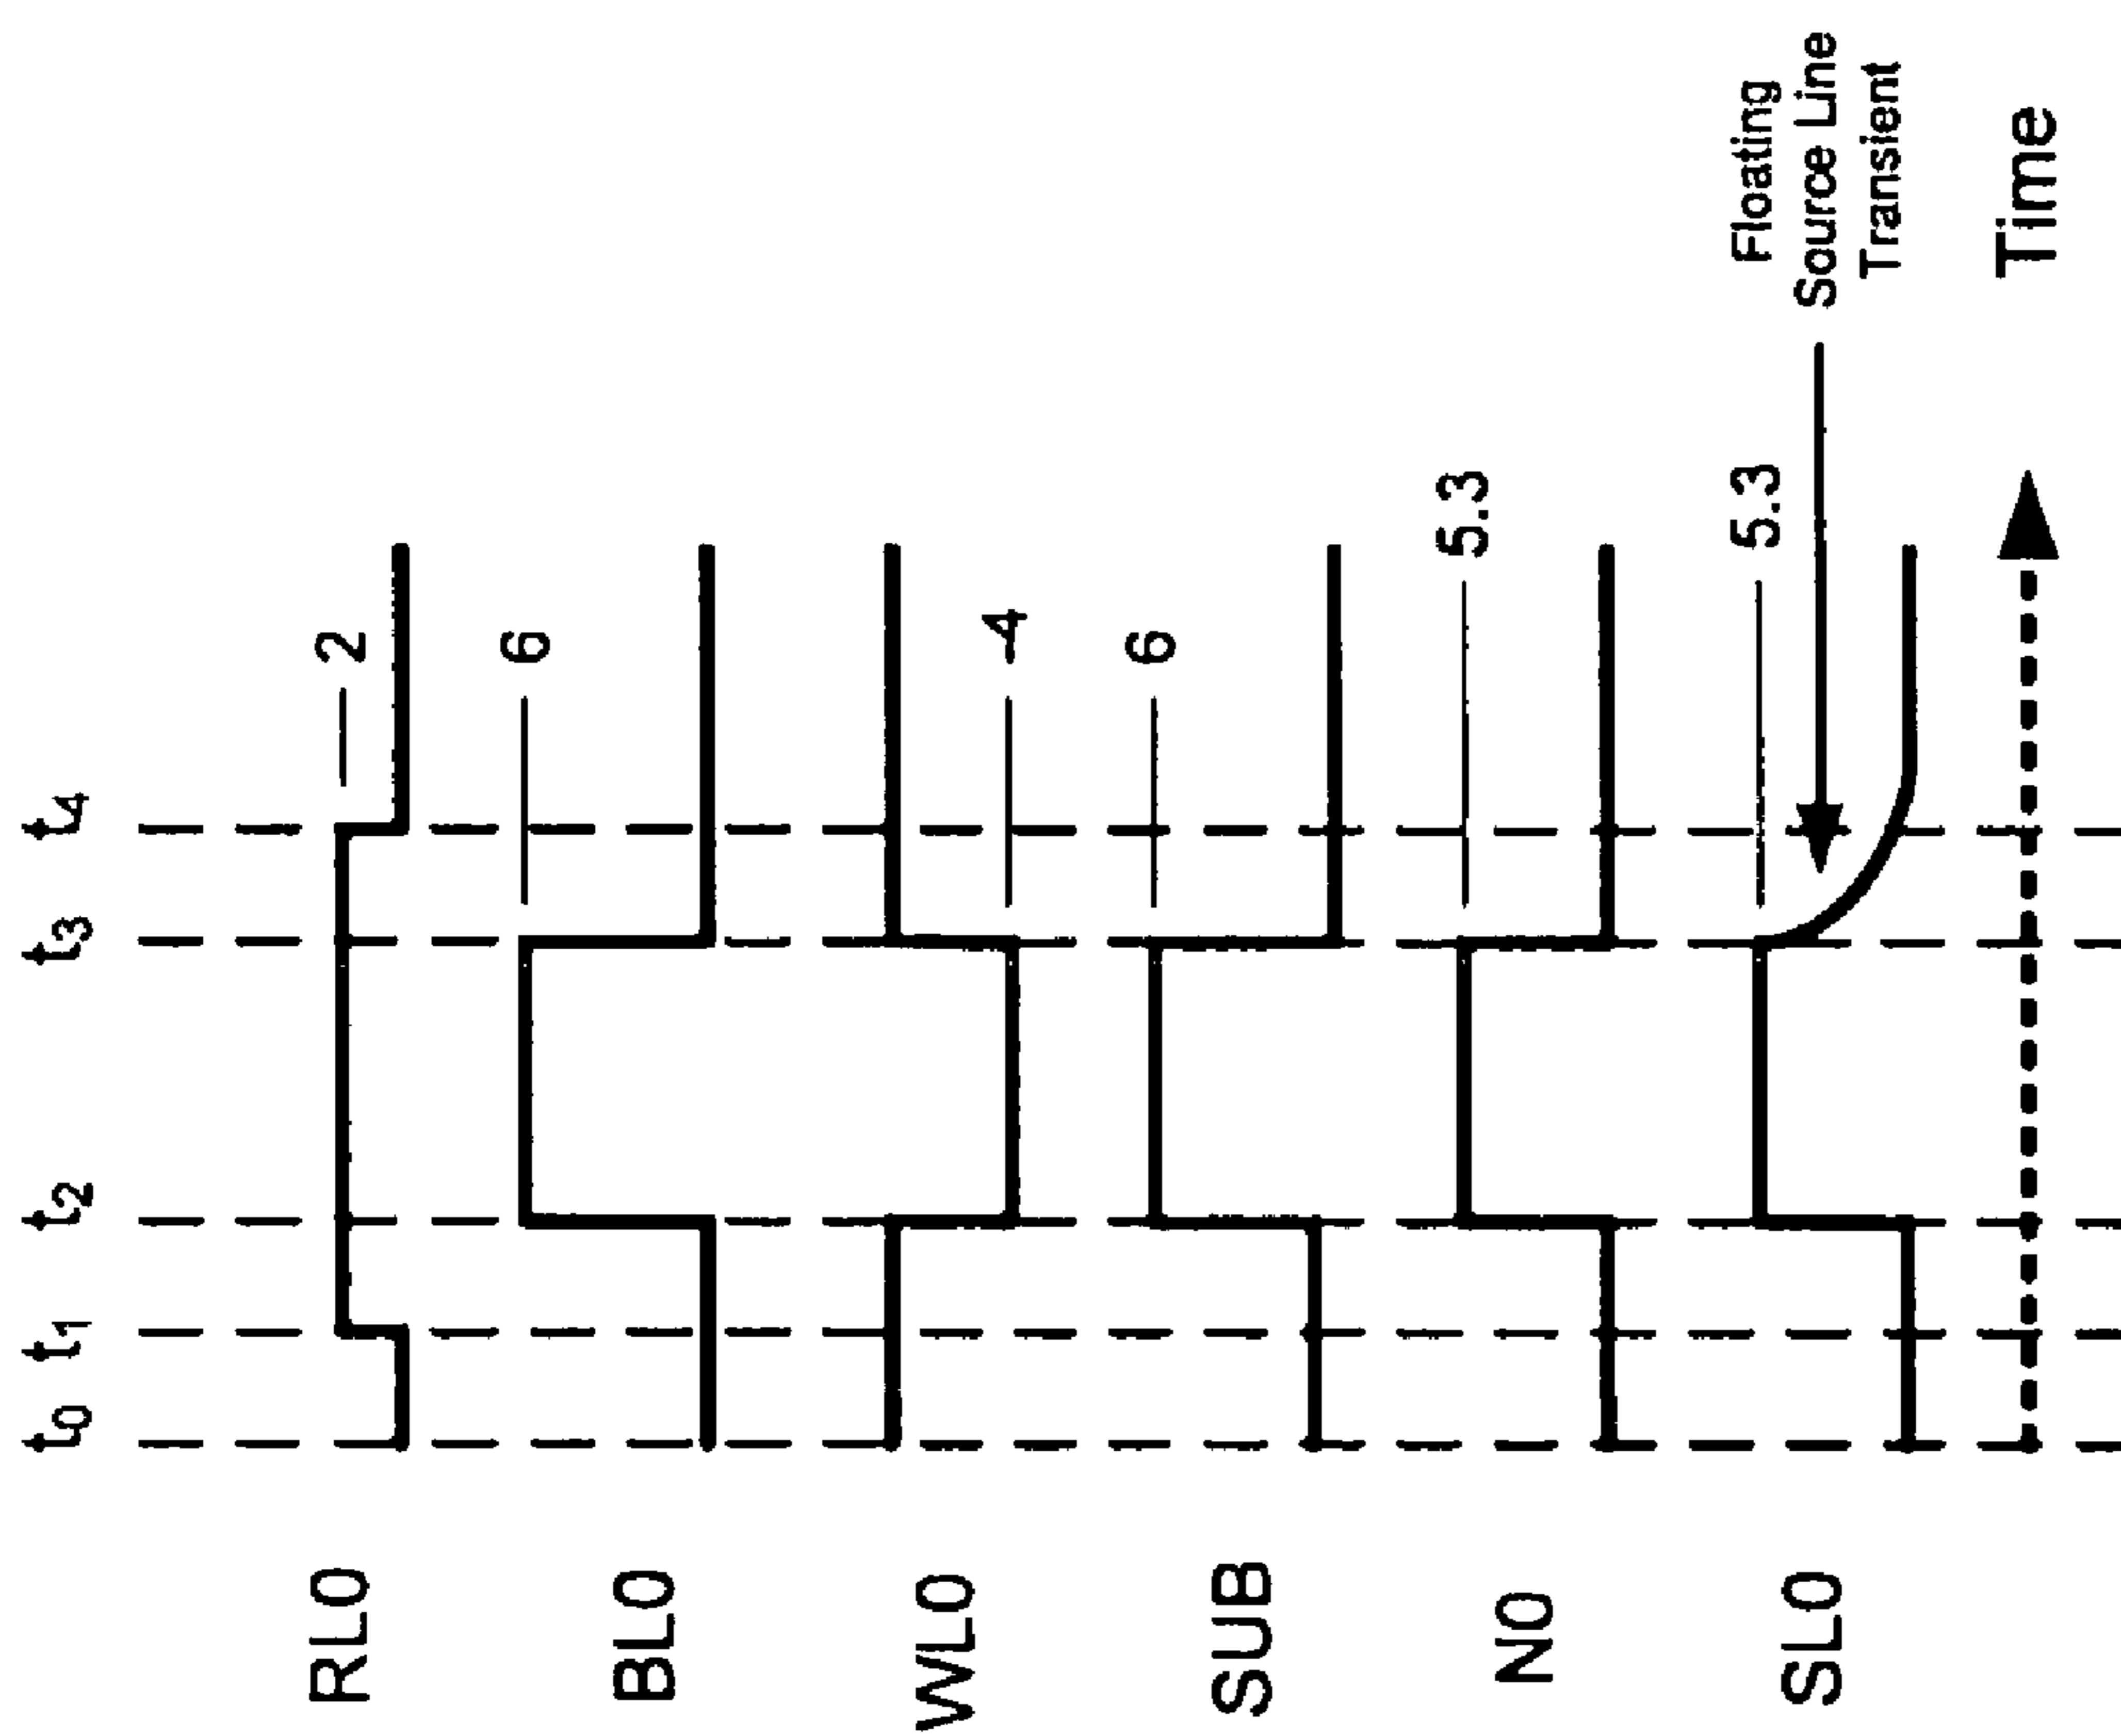 t0 t1 t2 t3 t4
RL0
2
BL0
6
WL0
-4
SUB
6
N0
5.3
SL0
5.3
Floating
Source Line
Transient
Time